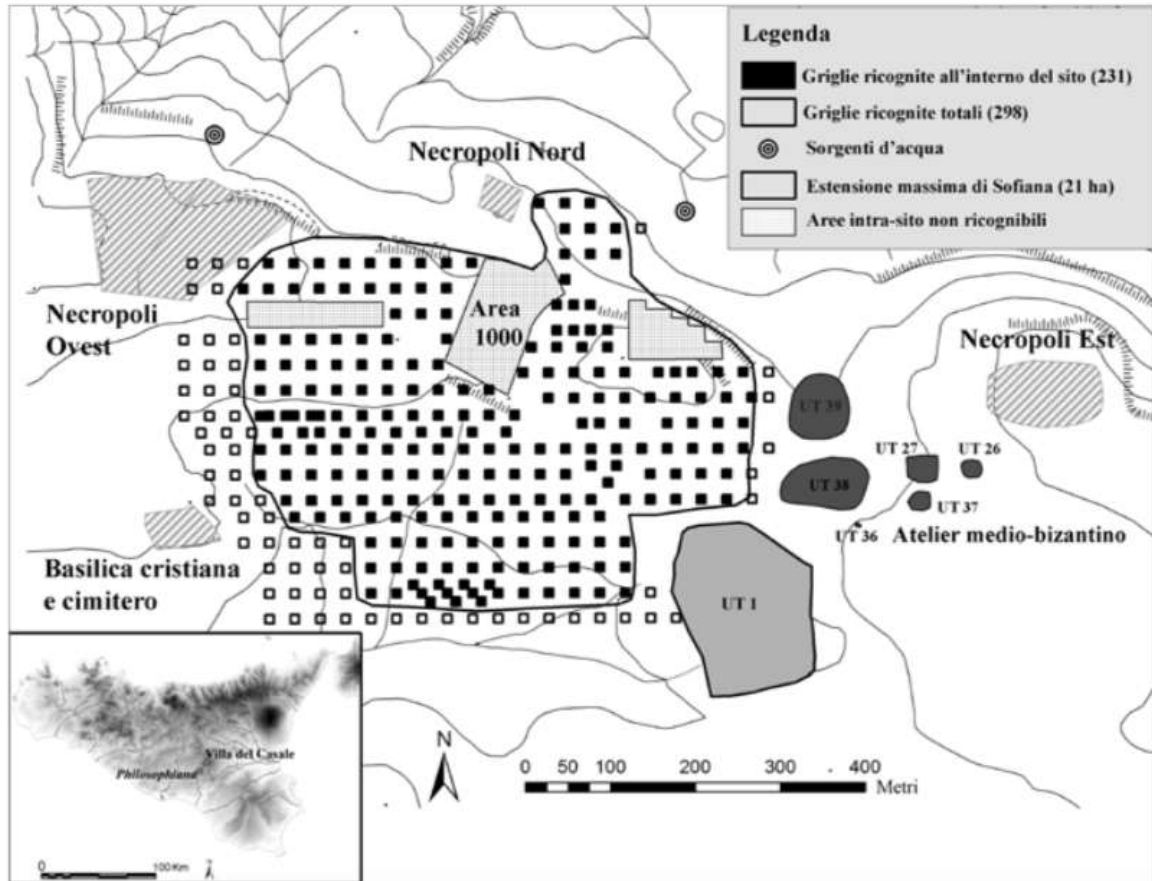 Legenda
Griglie ricognite all'interno del sito (231)
Griglie ricognite totali (298)
Sorgenti d'acqua
Estensione massima di Sofiana (21 ha)
Aree intra-sito non ricognibili
Necropoli Nord
Necropoli
Ovest
Area
1000
Necropoli Est
UT 39
UT 27
UT 26
UT 38
UT 37
UT 36
Atelier medio-bizantino
Basilica cristiana
e cimitero
UT 1
Villa del Casale
Philosophiana
0
100 Km
N
0 50 100 200 300 400
Metri